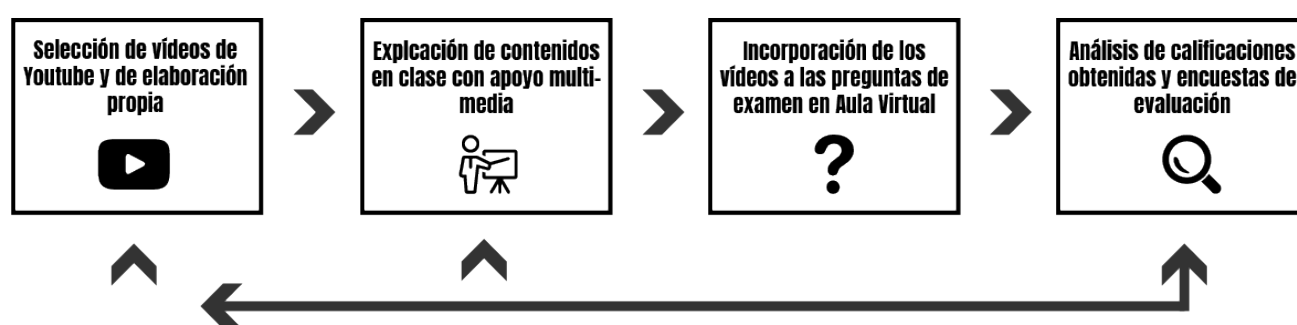 Selección de vídeos de
Youtube y de elaboración
propia
Explcación de contenidos
en clase con apoyo multi-
media
Incorporación de los
vídeos a las preguntas de
examen en Aula Virtual
Análisis de calificaciones
obtenidas y encuestas de
evaluación